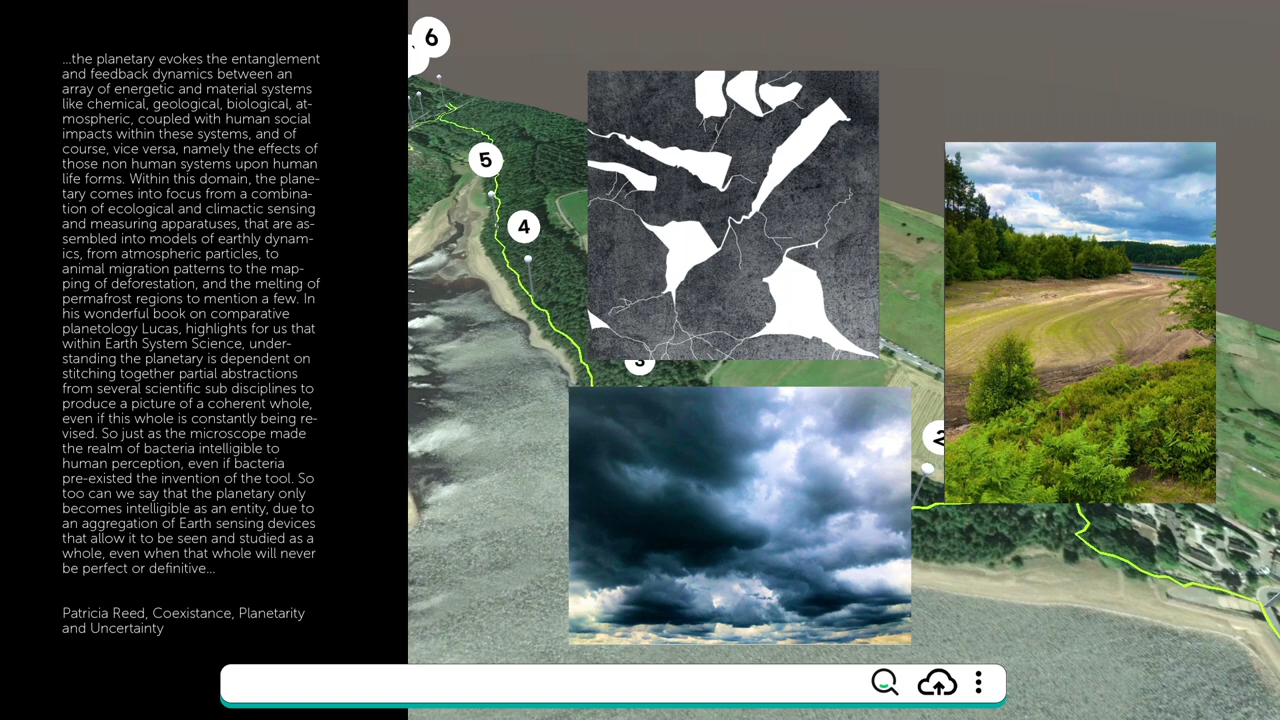 ...the planetary evokes the entanglement
and feedback dynamics between an
array of energetic and material systems
like chemical, geological, biological, at-
mospheric, coupled with human social
impacts within these systems, and of
course, vice versa, namely the effects of
those non human systems upon human
life forms. Within this domain, the plane-
tary comes into focus from a combina-
tion of ecological and climactic sensing
and measuring apparatuses, that are as-
sembled into models of earthly dynam-
ics, from atmospheric particles, to
animal migration patterns to the map-
ping of deforestation, and the melting of
permafrost regions to mention a few. In
his wonderful book on comparative
planetology Lucas, highlights for us that
within Earth System Science, under-
standing the planetary is dependent on
stitching together partial abstractions
from several scientific sub disciplines to
produce a picture of a coherent whole,
even if this whole is constantly being re-
vised. So just as the microscope made
the realm of bacteria intelligible to
human perception, even if bacteria
pre-existed the invention of the tool. So
too can we say that the planetary only
becomes intelligible as an entity, due to
an aggregation of Earth sensing devices
that allow it to be seen and studied as a
whole, even when that whole will never
be perfect or definitive...
Patricia Reed, Coexistance, Planetarity
and Uncertainty
6
5
4
3
2